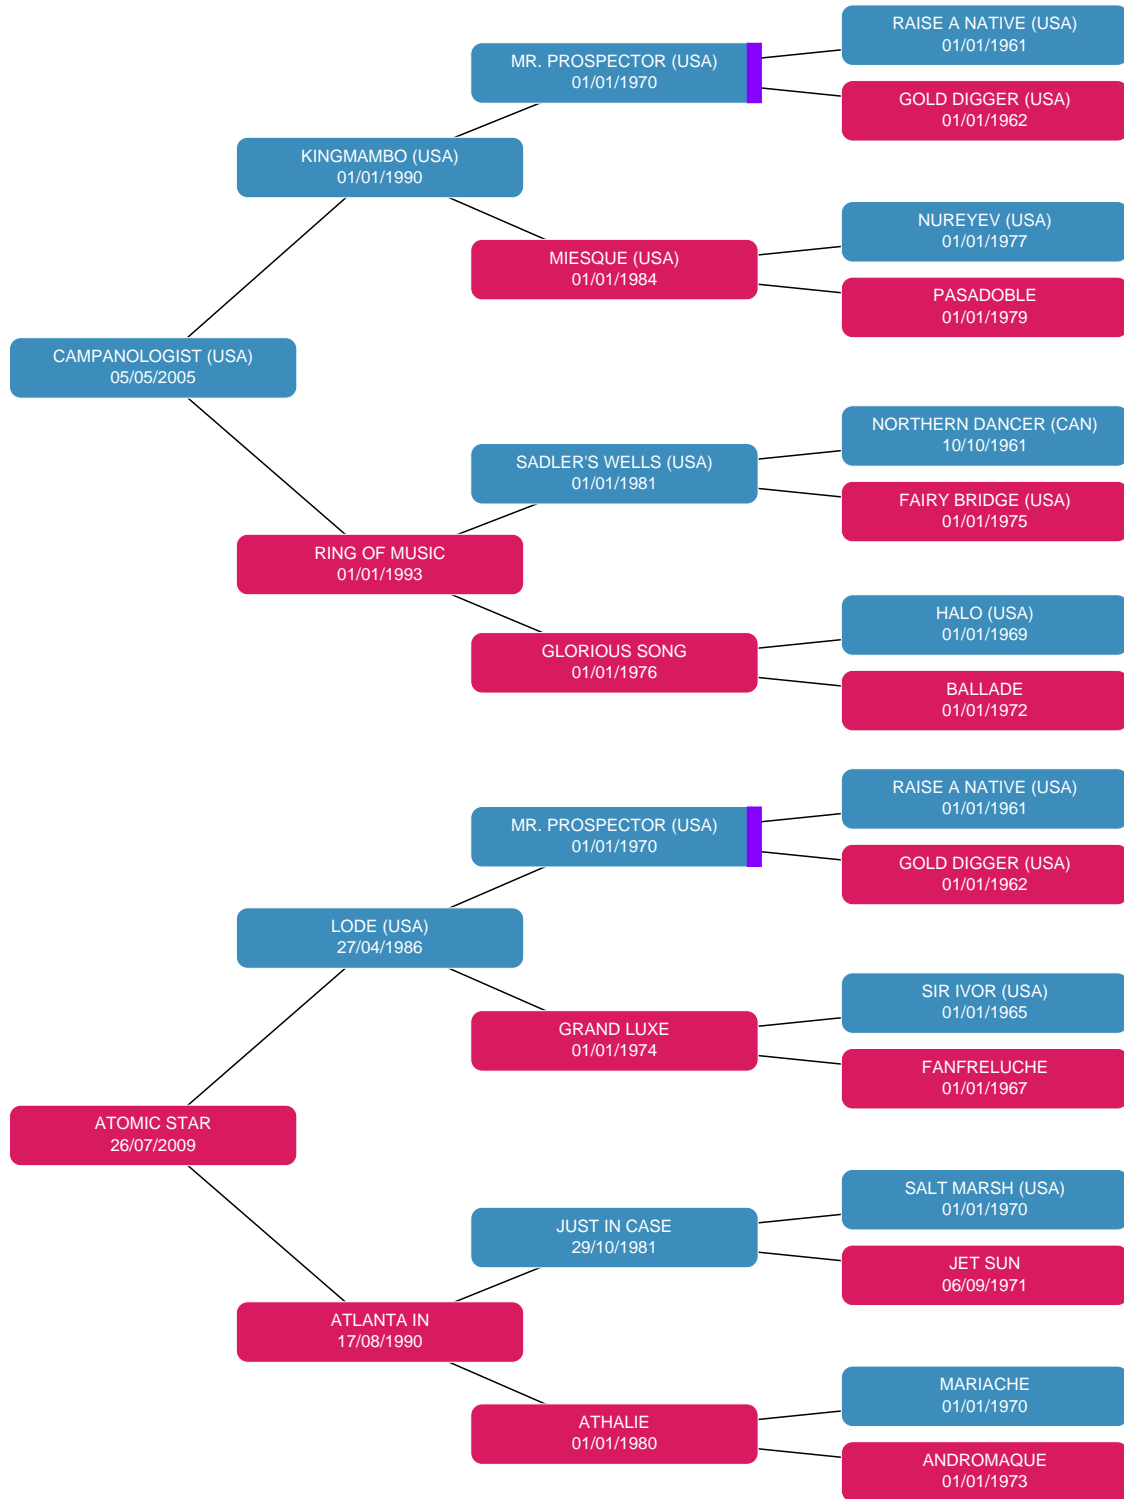 RAISE A NATIVE (USA)
01/01/1961
MR. PROSPECTOR (USA)
01/01/1970
GOLD DIGGER (USA)
01/01/1962
KINGMAMBO (USA)
01/01/1990
NUREYEV (USA)
01/01/1977
MIESQUE (USA)
01/01/1984
PASADOBLE
01/01/1979
CAMPANOLOGIST (USA)
05/05/2005
NORTHERN DANCER (CAN)
10/10/1961
SADLER'S WELLS (USA)
01/01/1981
FAIRY BRIDGE (USA)
01/01/1975
RING OF MUSIC
01/01/1993
HALO (USA)
01/01/1969
GLORIOUS SONG
01/01/1976
BALLADE
01/01/1972
RAISE A NATIVE (USA)
01/01/1961
MR. PROSPECTOR (USA)
01/01/1970
GOLD DIGGER (USA)
01/01/1962
LODE (USA)
27/04/1986
SIR IVOR (USA)
01/01/1965
GRAND LUXE
01/01/1974
FANFRELUCHE
01/01/1967
ATOMIC STAR
26/07/2009
SALT MARSH (USA)
01/01/1970
JUST IN CASE
29/10/1981
JET SUN
06/09/1971
ATLANTA IN
17/08/1990
MARIACHE
01/01/1970
ATHALIE
01/01/1980
ANDROMAQUE
01/01/1973